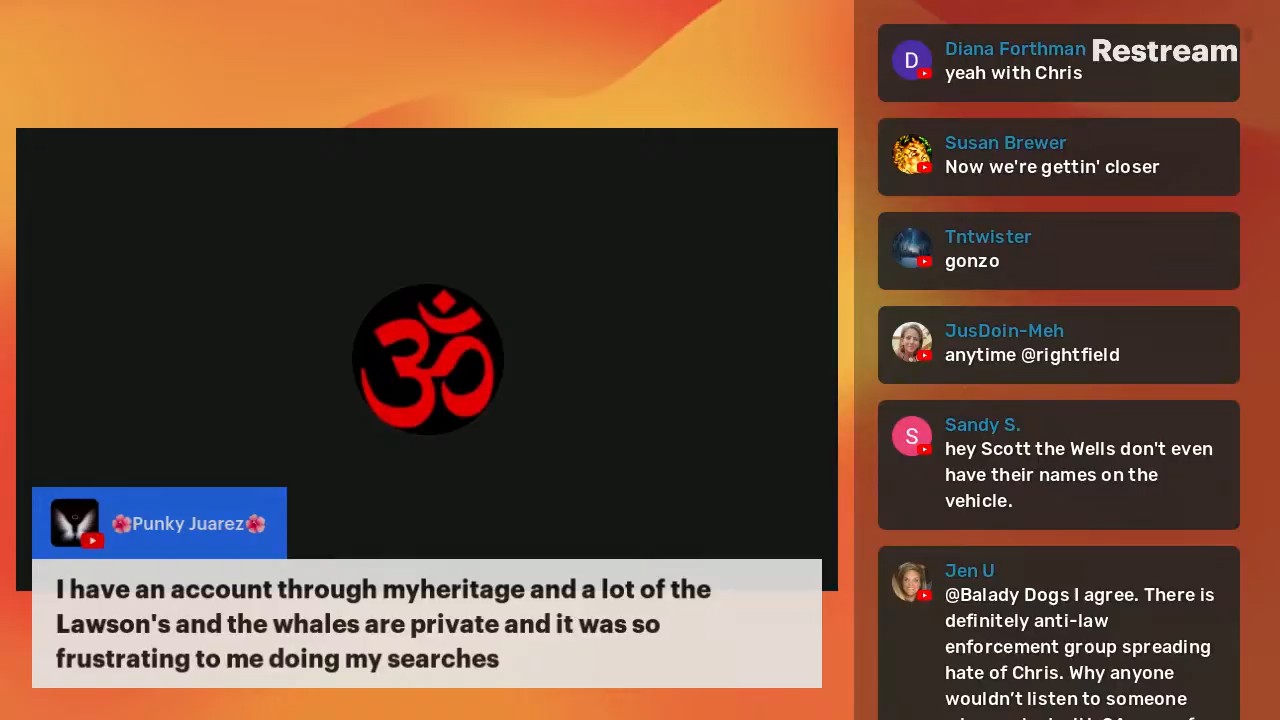 Diana Forthman
Restream
yeah with Chris
Susan Brewer
Now we're gettin' closer
Tntwister
gonzo
JusDoin-Meh
anytime @rightfield
Sandy S.
hey Scott the Wells don't even
have their names on the
vehicle.
Jen U
@Balady Dogs I agree. There is
definitely anti-law
enforcement group spreading
hate of Chris. Why anyone
wouldn’t listen to someone
D
S
ॐ
🌺Punky Juarez🌺
I have an account through myheritage and a lot of the
Lawson's and the whales are private and it was so
frustrating to me doing my searches